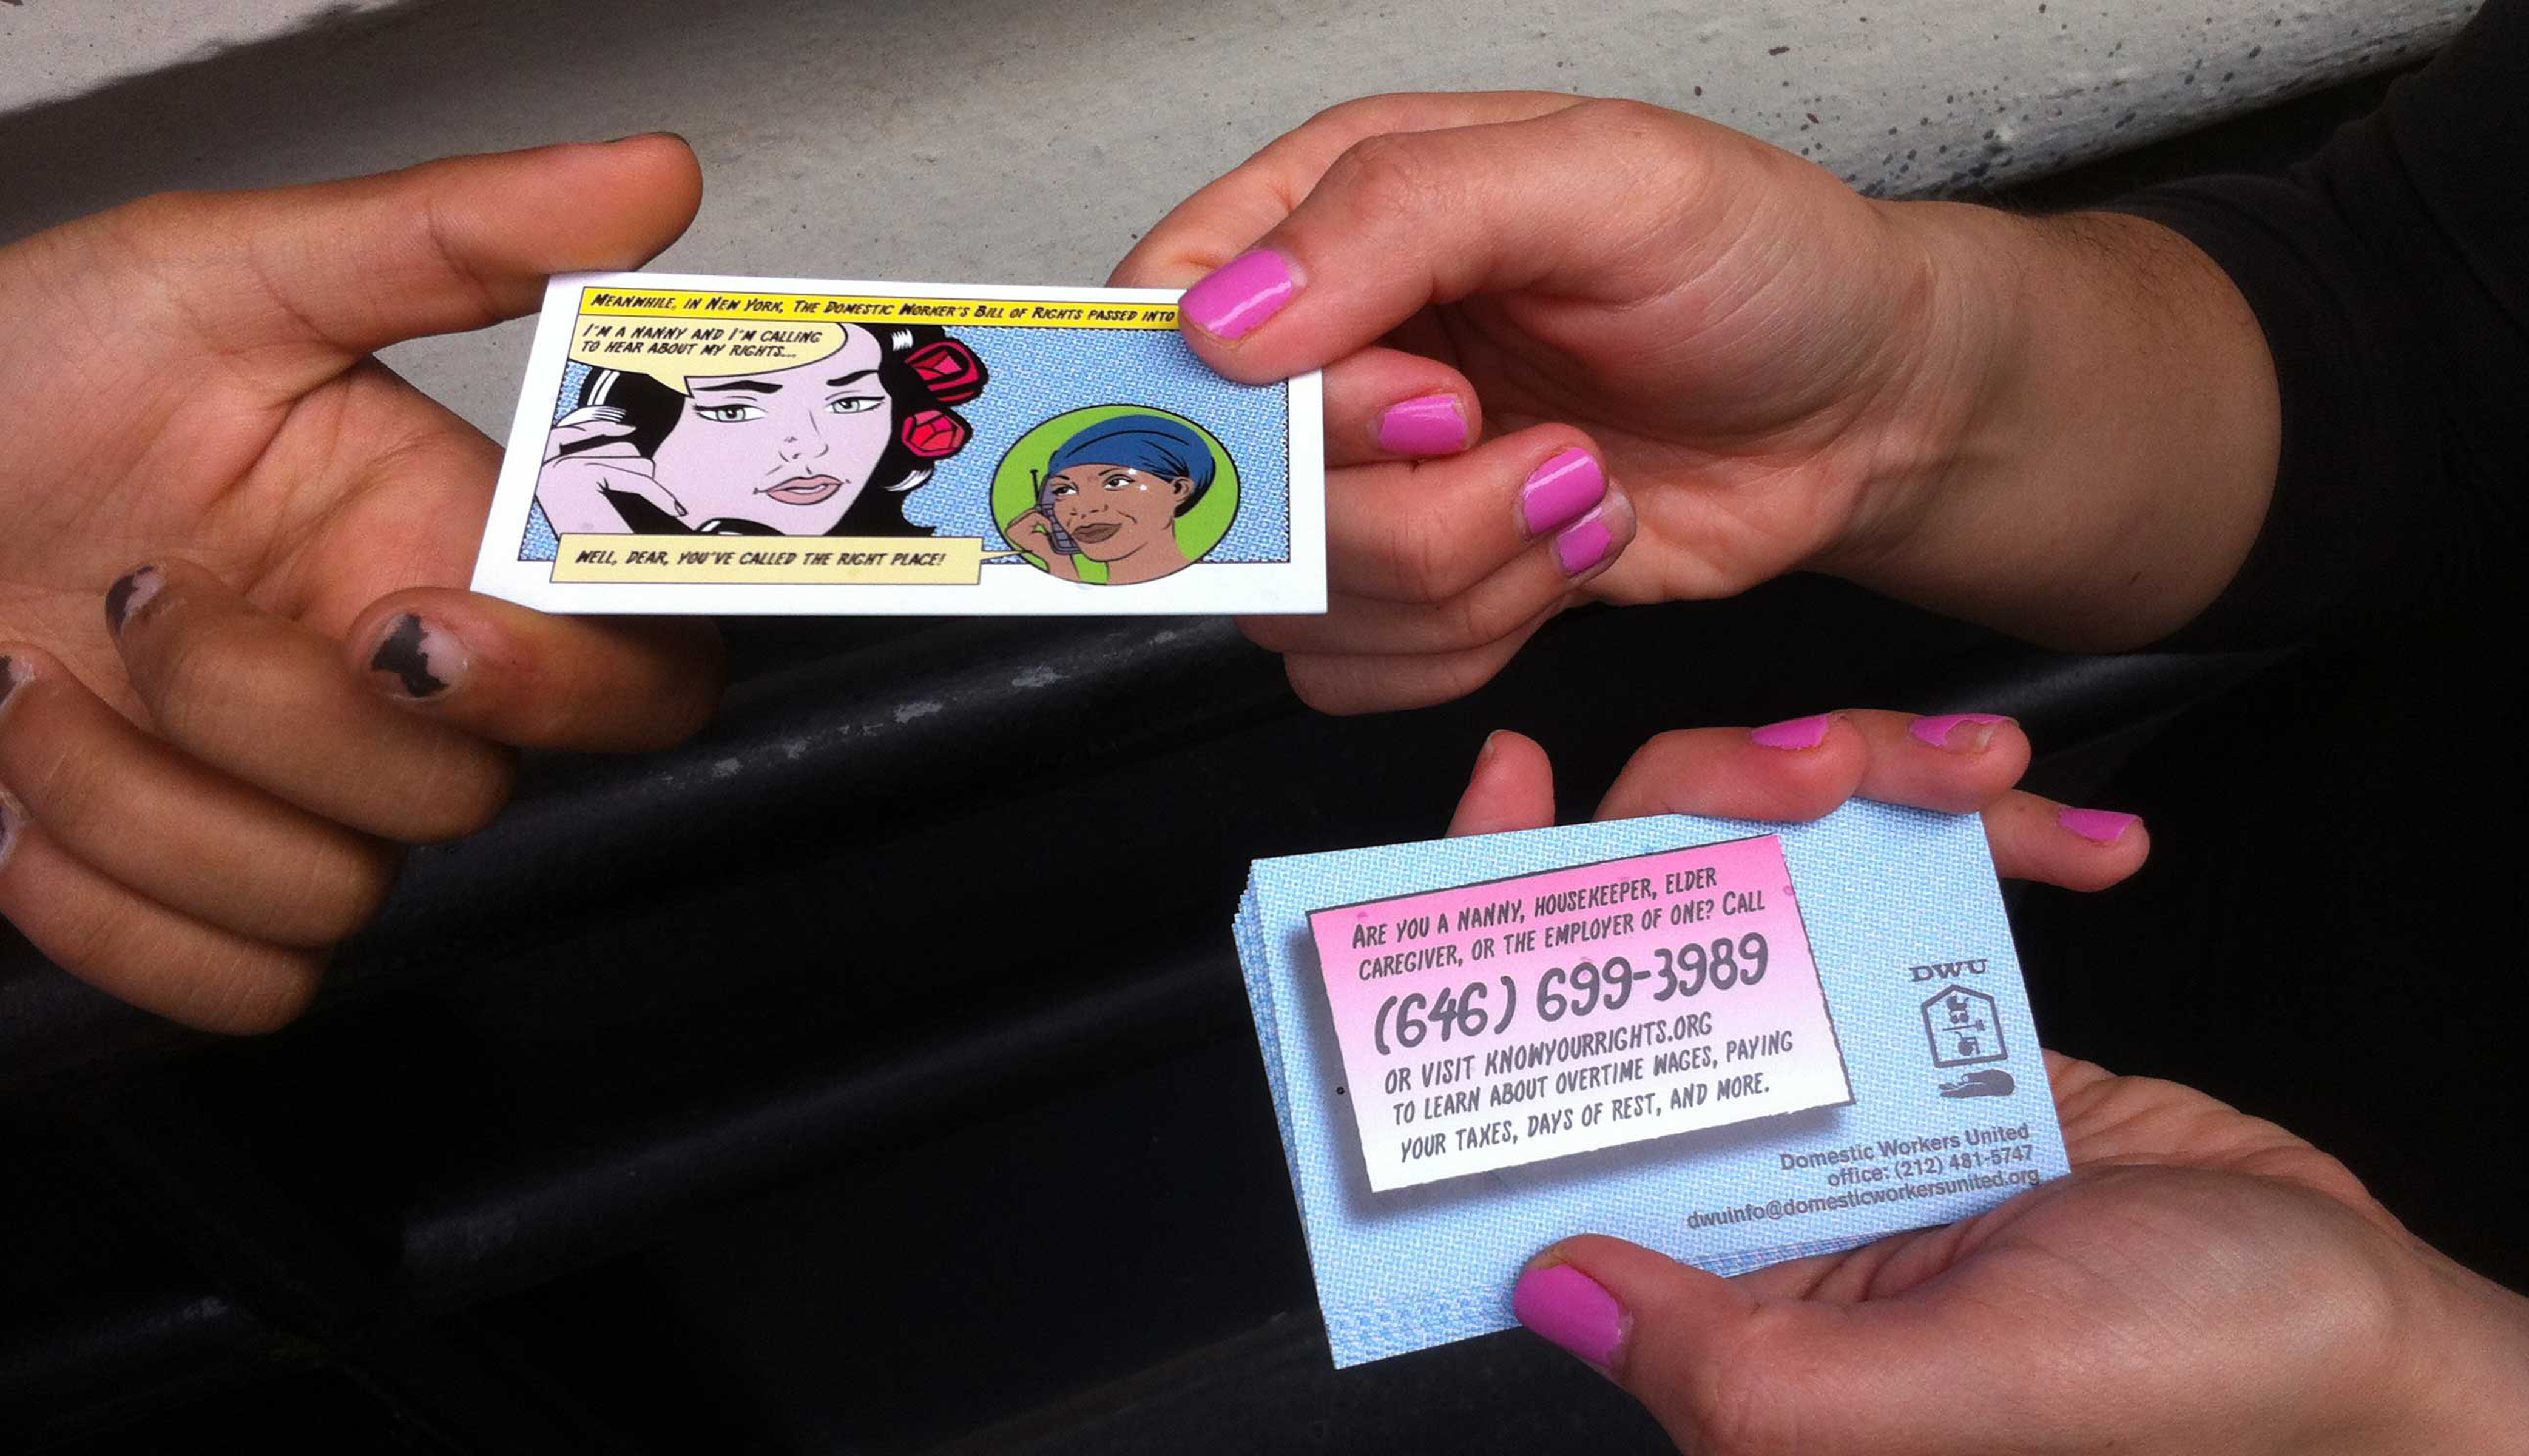 MEANWHILE, IN NEW YORK, THE DOMESTIC WORKER'S BILL OF RIGHTS PASSED INTO
I'M A NANNY AND I'M CALLING
TO HEAR ABOUT MY RIGHTS...
WELL, DEAR, YOU'VE CALLED THE RIGHT PLACE!
ARE YOU A NANNY, HOUSEKEEPER, ELDER
CAREGIVER, OR THE EMPLOYER OF ONE? CALL
(646) 699-3989
OR VISIT KNOWYOURRIGHTS.ORG
TO LEARN ABOUT OVERTIME WAGES, PAYING
YOUR TAXES, DAYS OF REST, AND MORE.
DWU
Domestic Workers United
office: (212) 481-5747
dwuinfo@domesticworkersunited.org